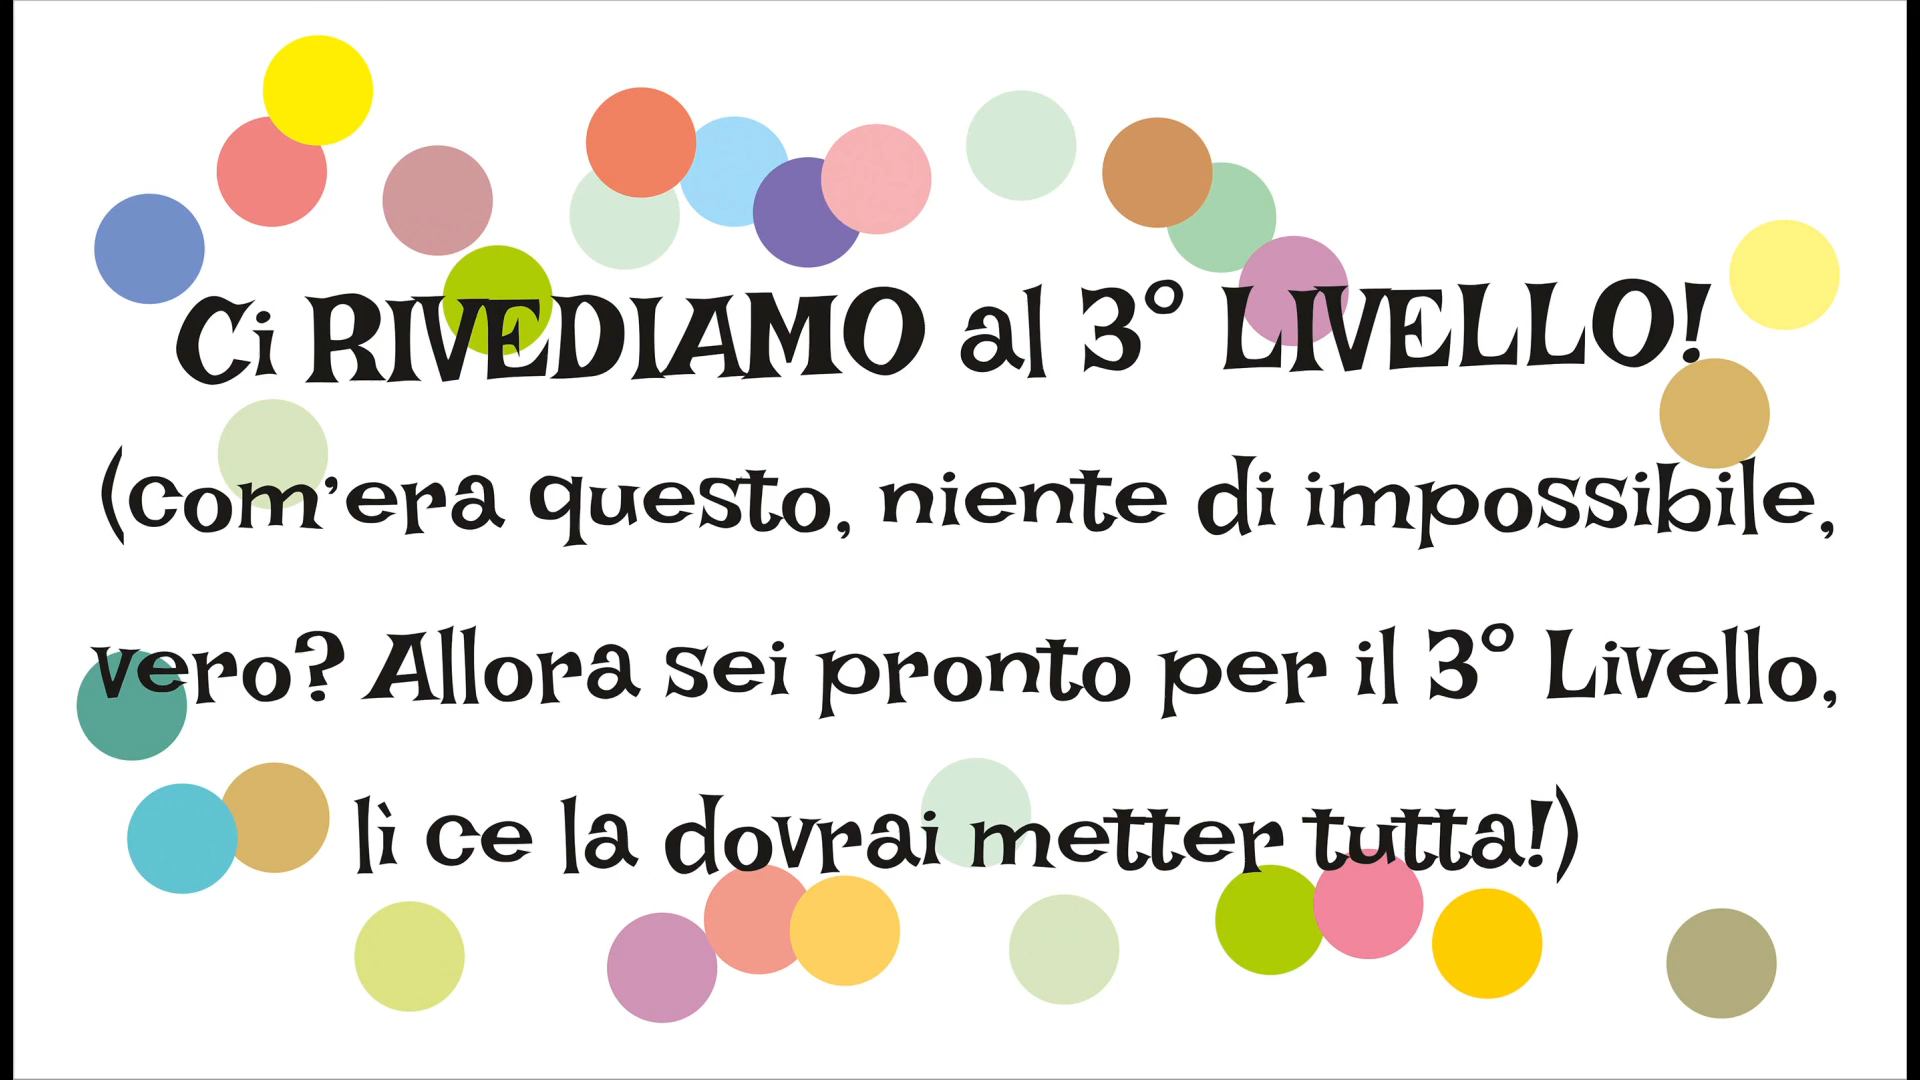 Ci RIVEDIAMO al 3° LIVELLO!
(com'era questo, niente di impossibile,
vero? Allora sei pronto per il 3° Livello,
lì ce la dovrai metter tutta!)